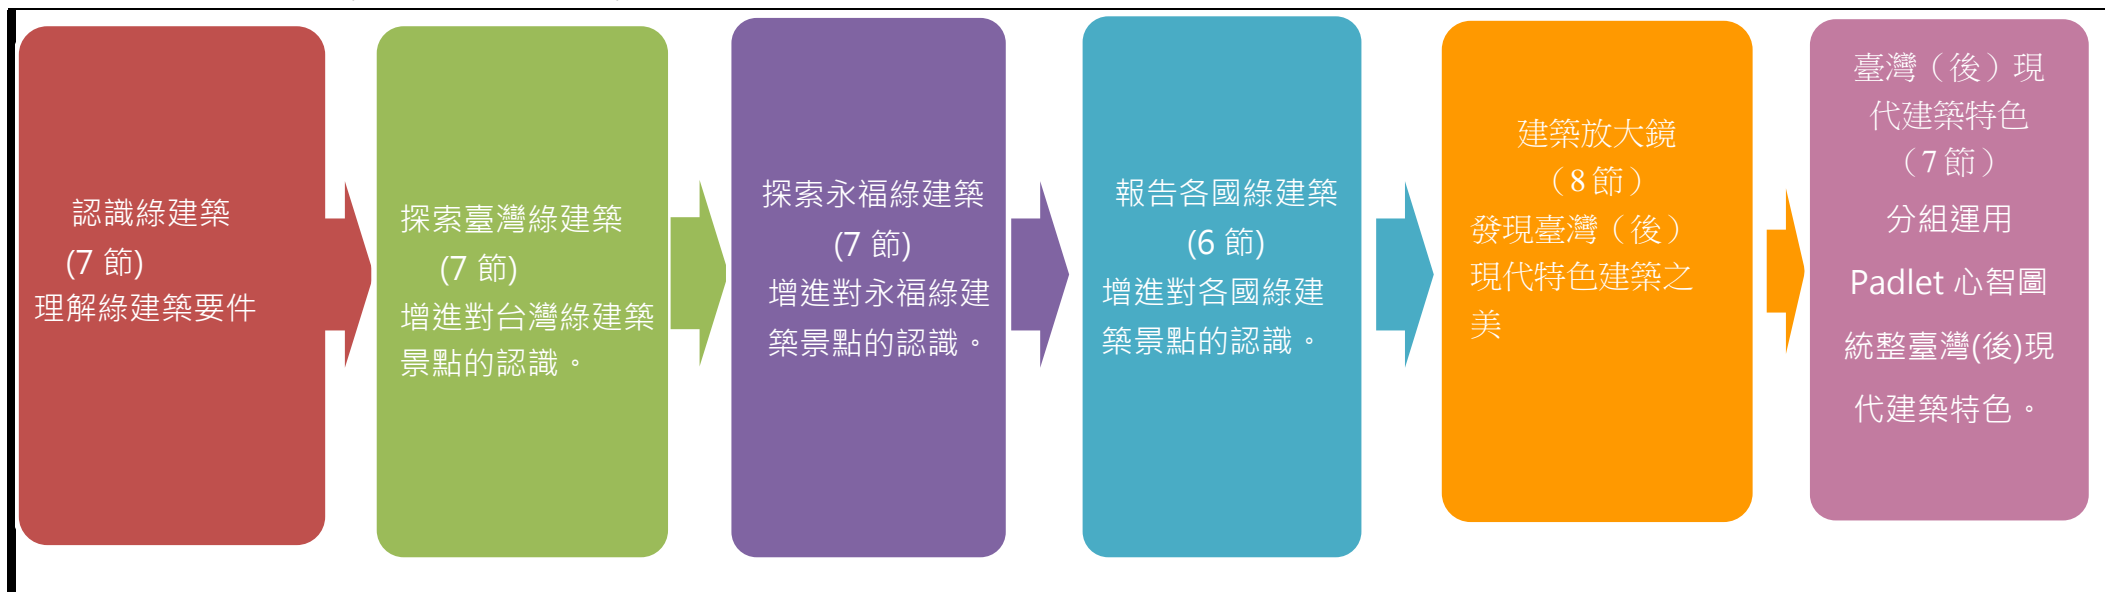 認識綠建築
(7 節)
理解綠建築要件
探索臺灣綠建築
(7 節)
增進對台灣綠建築
景點的認識。
探索永福綠建築
(7 節)
增進對永福綠建
築景點的認識。
報告各國綠建築
(6 節)
增進對各國綠建
築景點的認識。
建築放大鏡
（8節）
發現臺灣（後）
現代特色建築之
美
臺灣（後）現
代建築特色
（7節）
分組運用
Padlet 心智圖
統整臺灣(後)現
代建築特色。